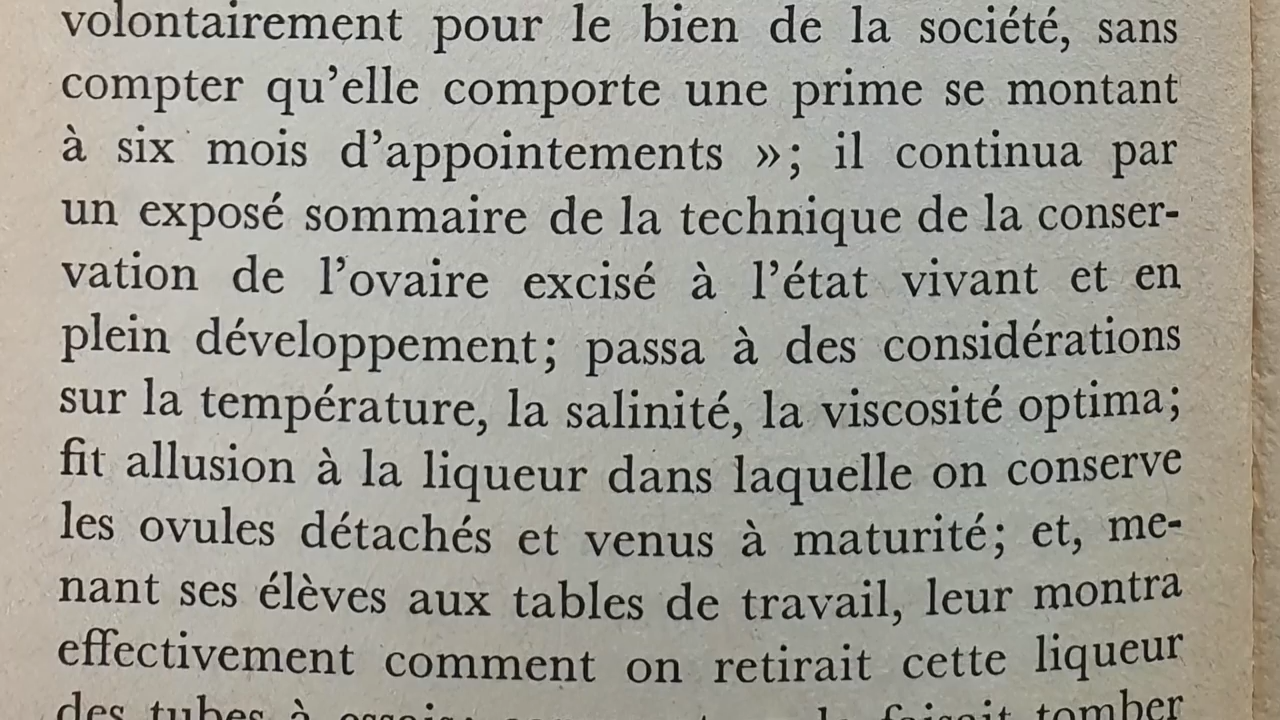 volontairement pour le bien de la société, sans
compter qu’elle comporte une prime se montant
à six mois d’appointements »; il continua par
un exposé sommaire de la technique de la conser-
vation de l’ovaire excisé à l’état vivant et en
plein développement; passa à des considérations
sur la température, la salinité, la viscosité optima;
fit allusion à la liqueur dans laquelle on conserve
les ovules détachés et venus à maturité; et, me-
nant ses élèves aux tables de travail, leur montra
effectivement comment on retirait cette liqueur
des tubes à tomber